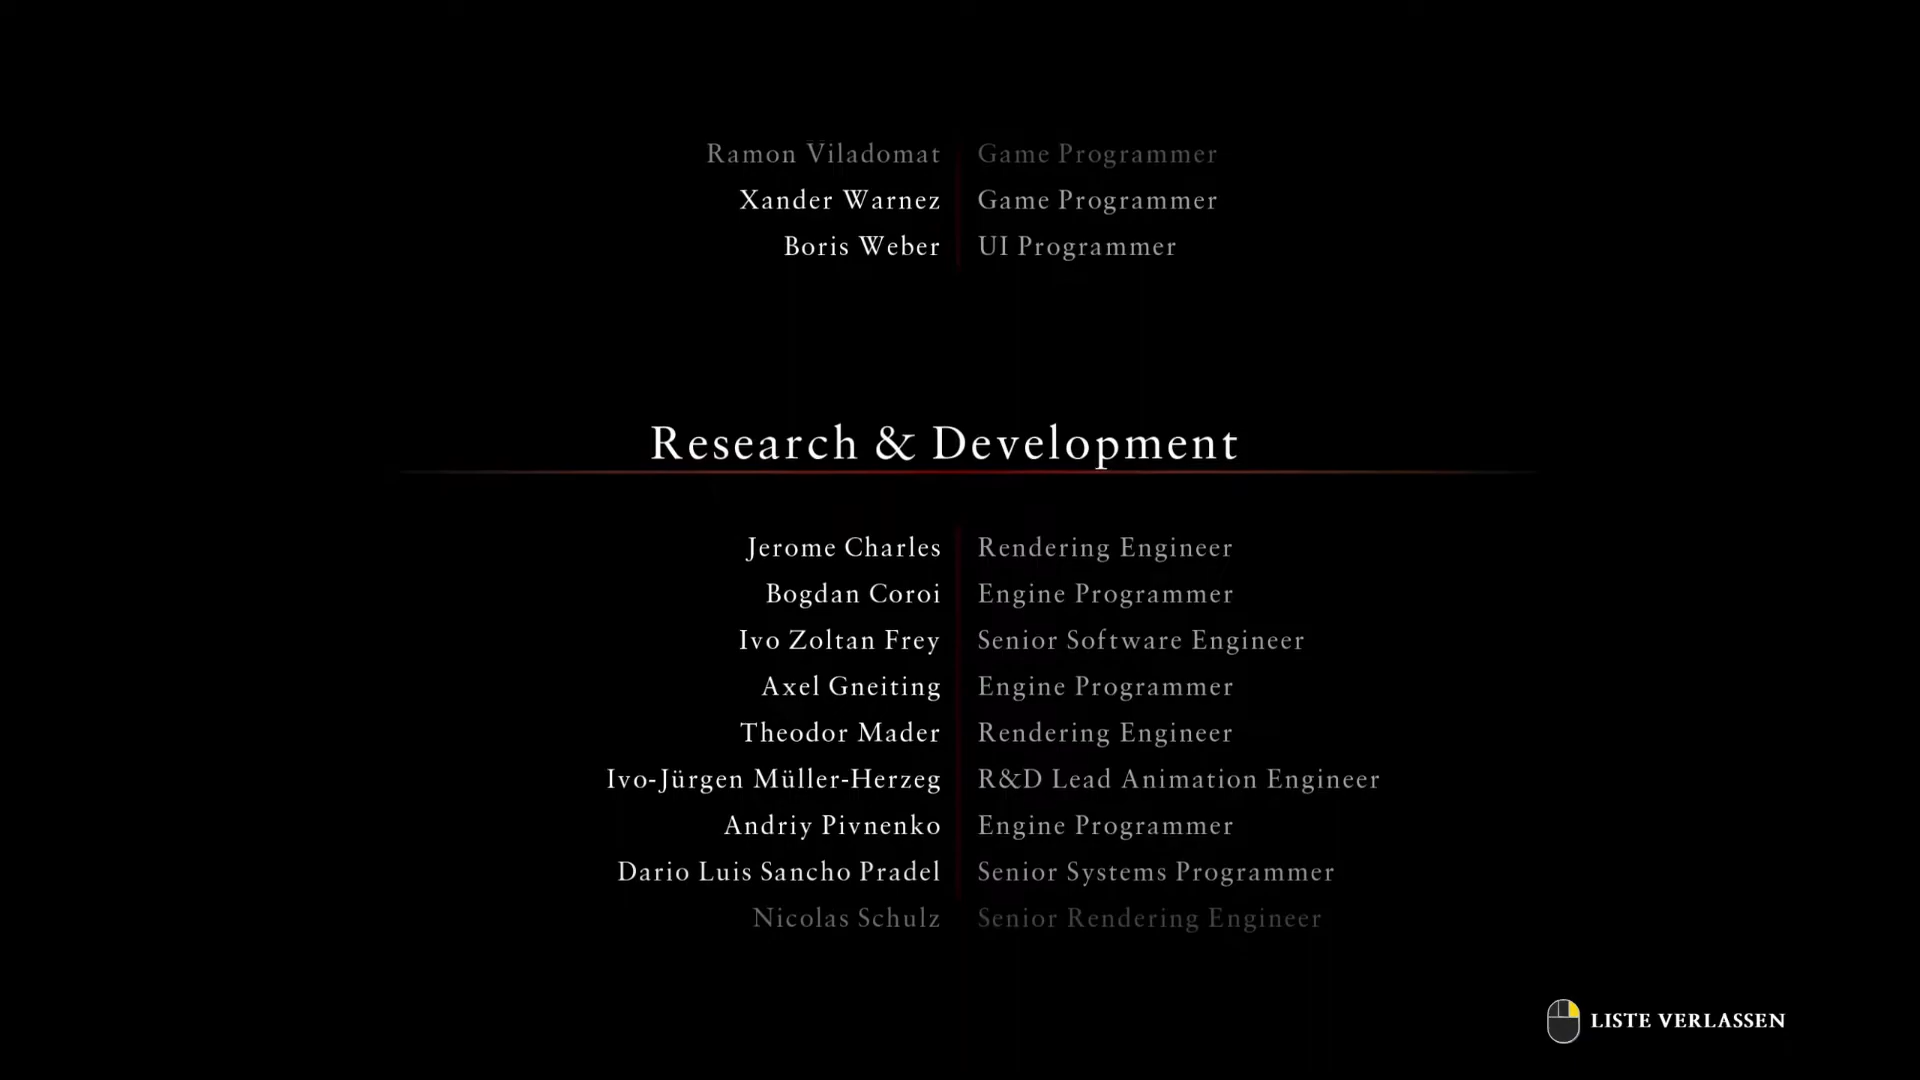 Ramon Viladomat Game Programmer
Xander Warnez Game Programmer
Boris Weber UI Programmer
Research & Development
Jerome Charles Rendering Engineer
Bogdan Coroi Engine Programmer
Ivo Zoltan Frey Senior Software Engineer
Axel Gneiting Engine Programmer
Theodor Mader Rendering Engineer
Ivo-Jürgen Müller-Herzeg R&D Lead Animation Engineer
Andriy Pivnenko Engine Programmer
Dario Luis Sancho Pradel Senior Systems Programmer
Nicolas Schulz Senior Rendering Engineer
LISTE VERLASSEN